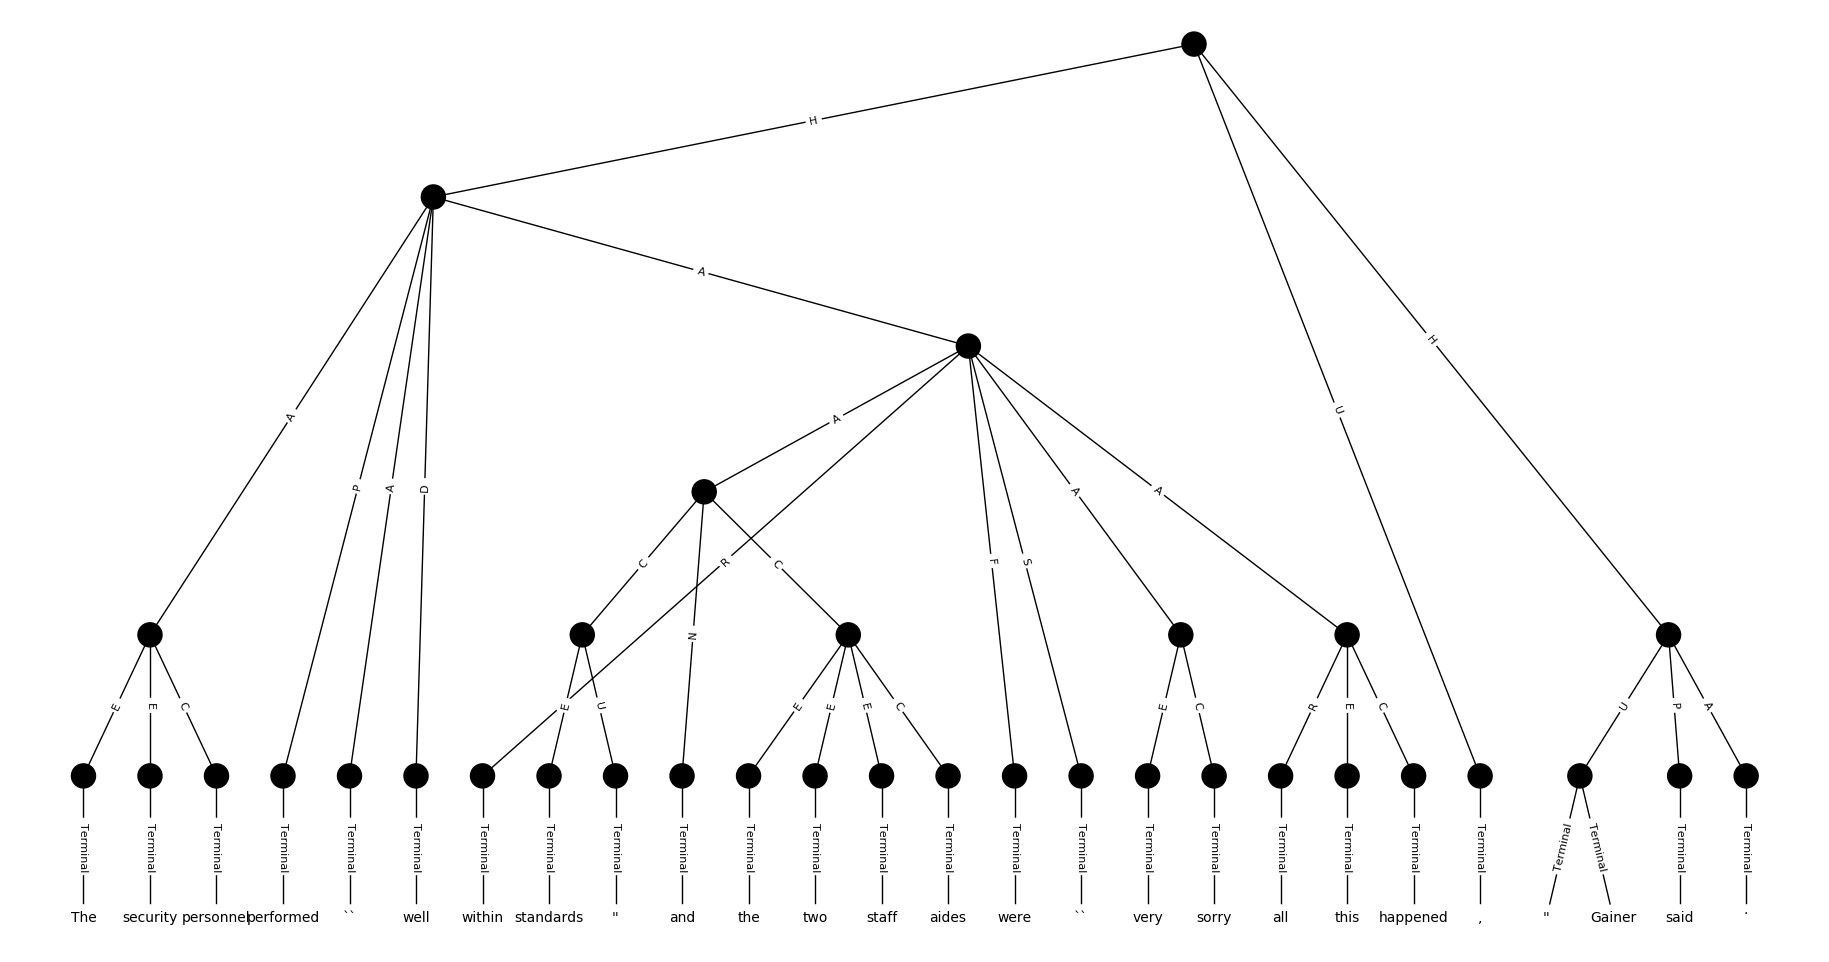 H
A
A
H
U
A
P
A
D
A
A
R
C
C
F
S
N
E
E
C
E
U
E
E
E
C
E
C
R
E
C
U
P
A
Terminal Terminal Terminal Terminal Terminal Terminal Terminal Terminal Terminal Terminal Terminal Terminal Terminal Terminal Terminal Terminal Terminal Terminal Terminal Terminal Terminal Terminal Terminal Terminal Terminal Terminal
The security personnel performed `` well within standards '' and the two staff aides were `` very sorry all this happened , '' Gainer said .